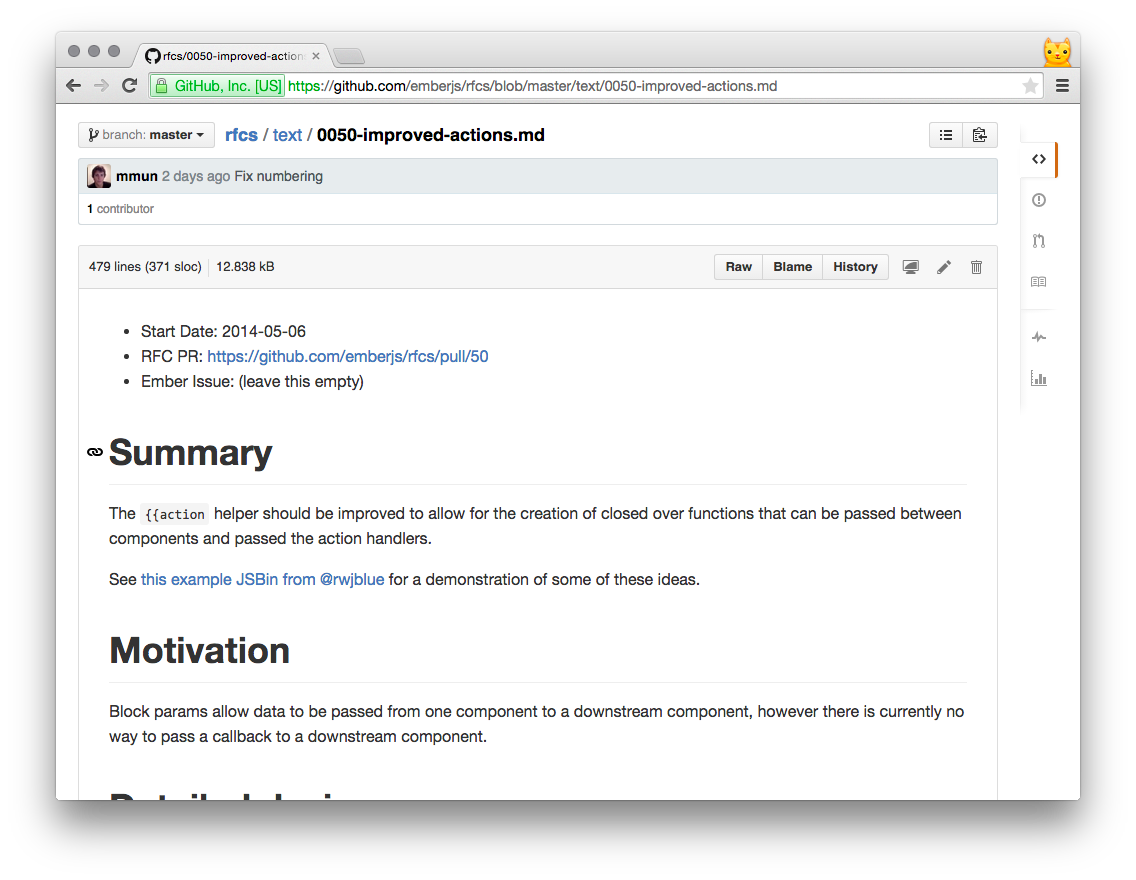 rfcs/0050-improved-action
GitHub, Inc. [US] https://github.com/emberjs/rfcs/blob/master/text/0050-improved-actions.md
branch: master rfcs / text / 0050-improved-actions.md
mmun 2 days ago Fix numbering
1 contributor
479 lines (371 sloc) 12.838 kB Raw Blame History
• Start Date: 2014-05-06
• RFC PR: https://github.com/emberjs/rfcs/pull/50
• Ember Issue: (leave this empty)
Summary
The {{action helper should be improved to allow for the creation of closed over functions that can be passed between
components and passed the action handlers.
See this example JSBin from @rwjblue for a demonstration of some of these ideas.
Motivation
Block params allow data to be passed from one component to a downstream component, however there is currently no
way to pass a callback to a downstream component.